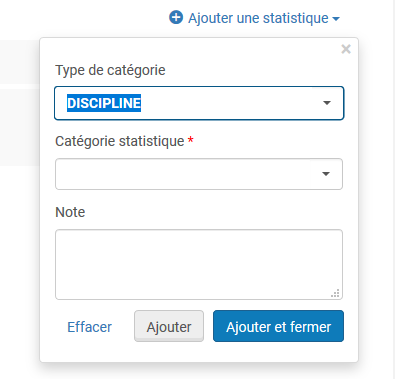 Ajouter une statistique
×
Type de catégorie
DISCIPLINE
Catégorie statistique *
Note
Effacer Ajouter Ajouter et fermer